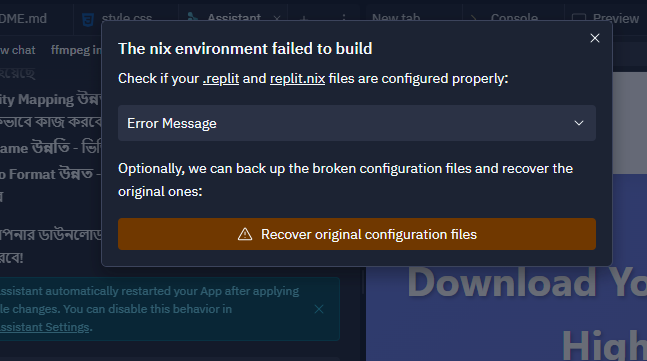 DME.md
style.css
Assistant
New tab
Console
Preview
w chat
ffmpeg in
The nix environment failed to build
Check if your .replit and replit.nix files are configured properly:
Error Message
Optionally, we can back up the broken configuration files and recover the
original ones:
Recover original configuration files
ity Mapping উন্নত
ভাবে কাজ করবে
ame উন্নতি - ভি
o Format উন্নত -
পনার ডাউনলোড
রবে!
ssistant automatically restarted your App after applying
le changes. You can disable this behavior in
ssistant Settings.
Download Yo
High